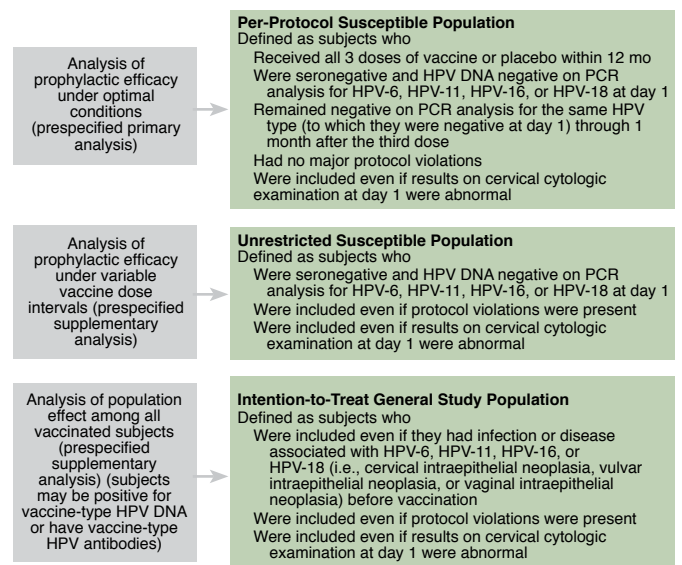 Analysis of
prophylactic efficacy
under optimal
conditions
(prespecified primary
analysis)
Per-Protocol Susceptible Population
Defined as subjects who
Received all 3 doses of vaccine or placebo within 12 mo
Were seronegative and HPV DNA negative on PCR
analysis for HPV-6, HPV-11, HPV-16, or HPV-18 at day 1
Remained negative on PCR analysis for the same HPV
type (to which they were negative at day 1) through 1
month after the third dose
Had no major protocol violations
Were included even if results on cervical cytologic
examination at day 1 were abnormal
Analysis of
prophylactic efficacy
under variable
vaccine dose
intervals (prespecified
supplementary
analysis)
Unrestricted Susceptible Population
Defined as subjects who
Were seronegative and HPV DNA negative on PCR
analysis for HPV-6, HPV-11, HPV-16, or HPV-18 at day 1
Were included even if protocol violations were present
Were included even if results on cervical cytologic
examination at day 1 were abnormal
Analysis of population
effect among all
vaccinated subjects
(prespecified
supplementary
analysis) (subjects
may be positive for
vaccine-type HPV DNA
or have vaccine-type
HPV antibodies)
Intention-to-Treat General Study Population
Defined as subjects who
Were included even if they had infection or disease
associated with HPV-6, HPV-11, HPV-16, or
HPV-18 (i.e., cervical intraepithelial neoplasia, vulvar
intraepithelial neoplasia, or vaginal intraepithelial
neoplasia) before vaccination
Were included even if protocol violations were present
Were included even if results on cervical cytologic
examination at day 1 were abnormal